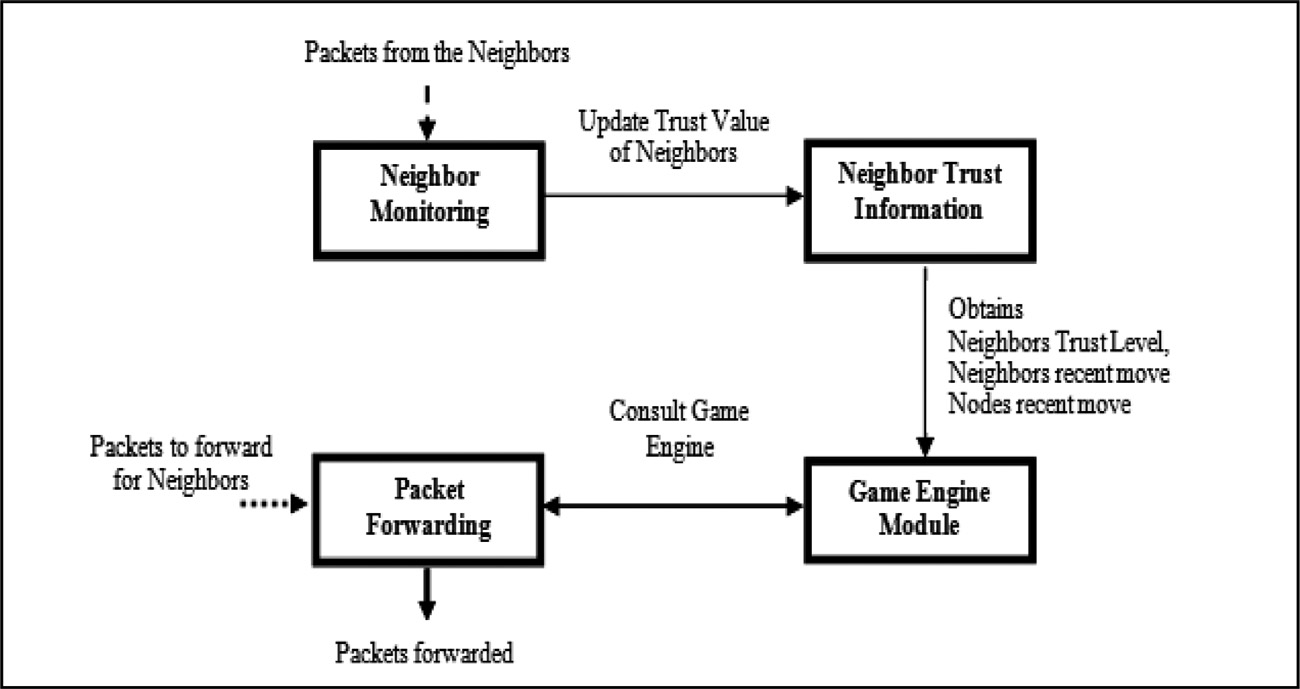 Packets from the Neighbors
Update Trust Value
of Neighbors
Neighbor
Monitoring
Neighbor Trust
Information
Obtains
Neighbors Trust Level,
Neighbors recent move
Nodes recent move
Consult Game
Engine
Packets to forward
for Neighbors
Packet
Forwarding
Game Engine
Module
Packets forwarded